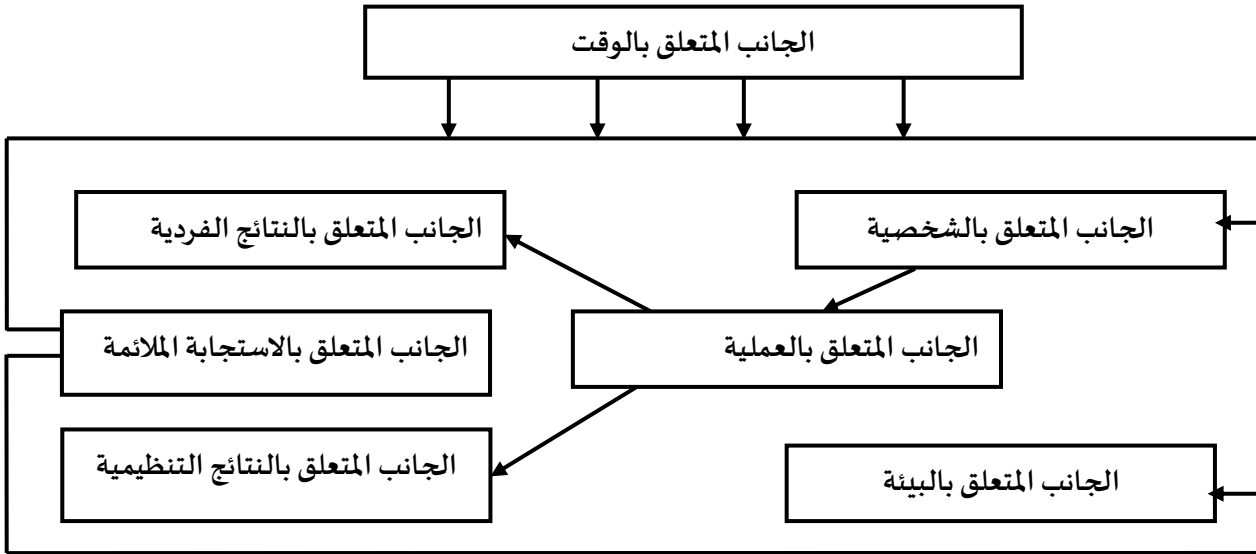 الجانب المتعلق بالوقت
الجانب المتعلق بالشخصية
الجانب المتعلق بالنتائج الفردية
الجانب المتعلق بالعملية
الجانب المتعلق بالاستجابة الملائمة
الجانب المتعلق بالبيئة
الجانب المتعلق بالنتائج التنظيمية